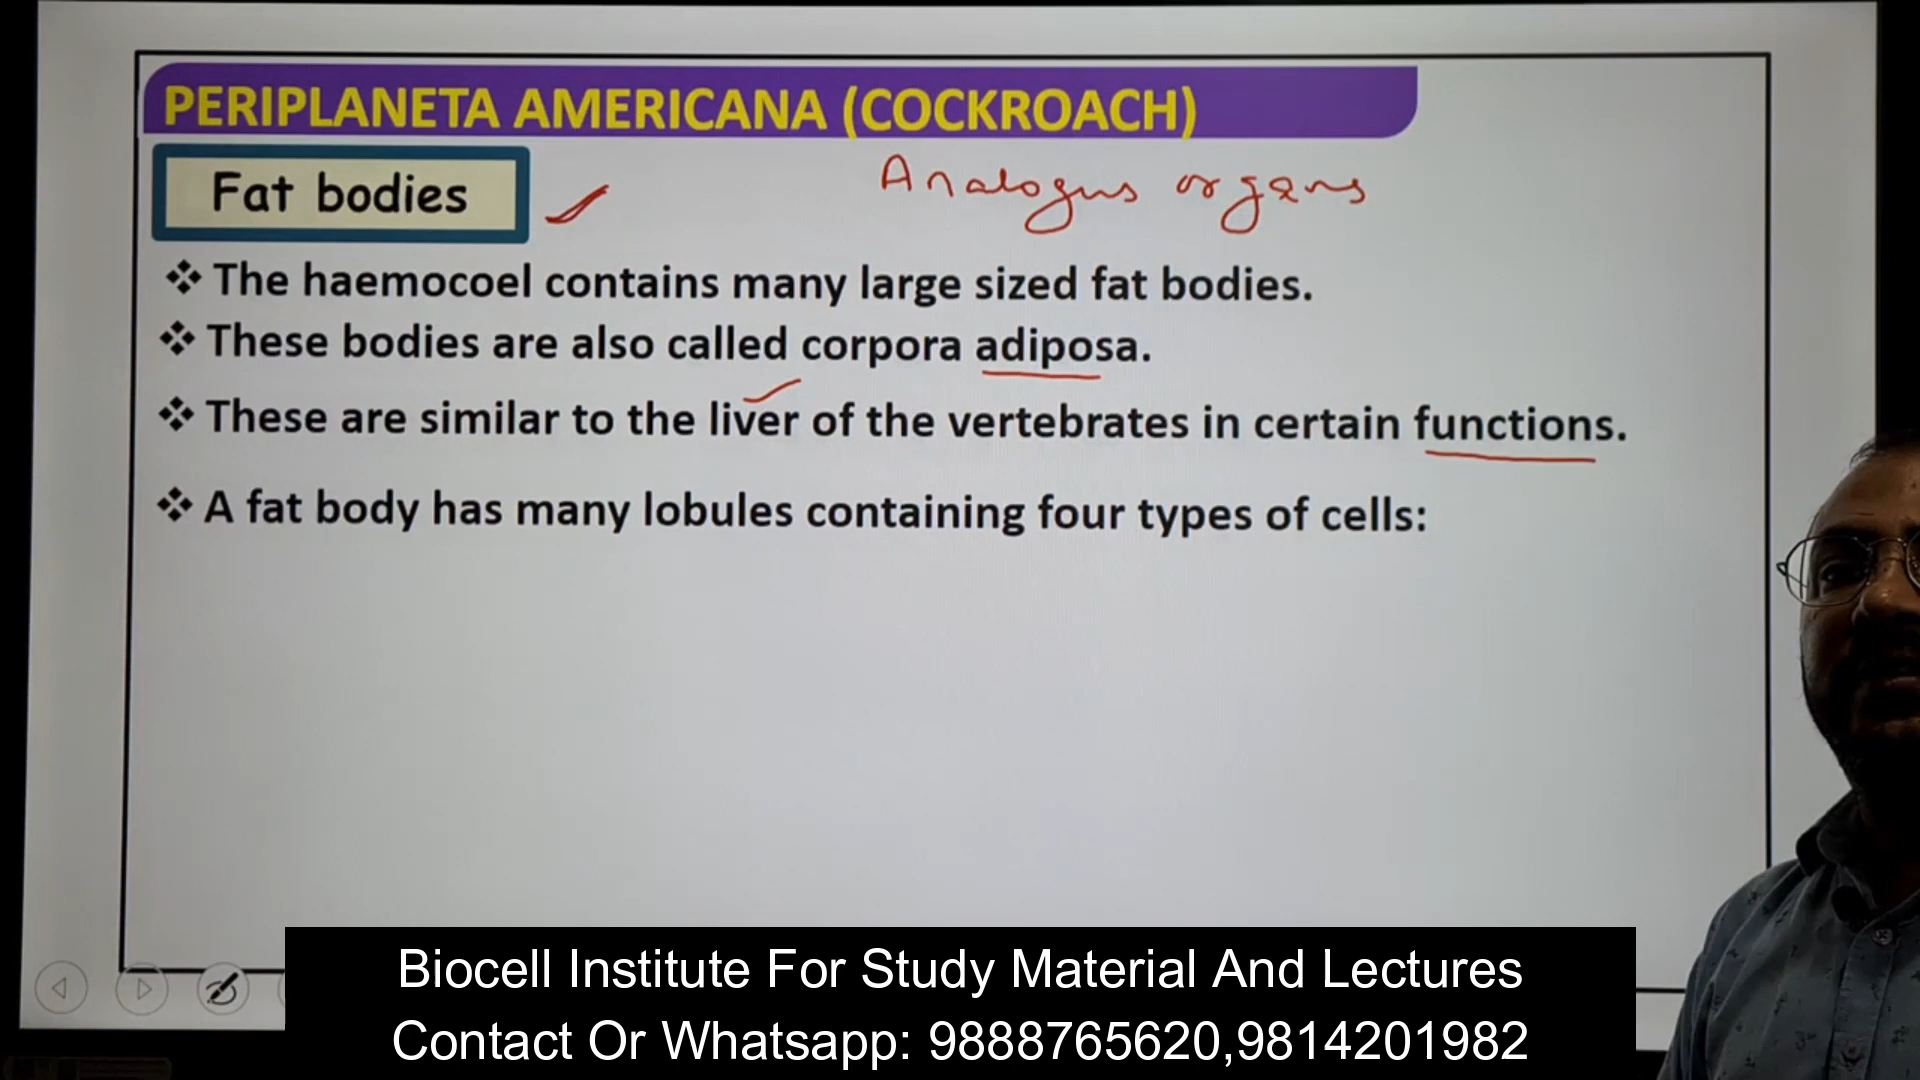 PERIPLANETA AMERICANA (COCKROACH)
Fat bodies
Analogus organs
❖ The haemocoel contains many large sized fat bodies.
❖ These bodies are also called corpora adiposa.
❖ These are similar to the liver of the vertebrates in certain functions.
❖ A fat body has many lobules containing four types of cells:
Biocell Institute For Study Material And Lectures
Contact Or Whatsapp: 9888765620,9814201982